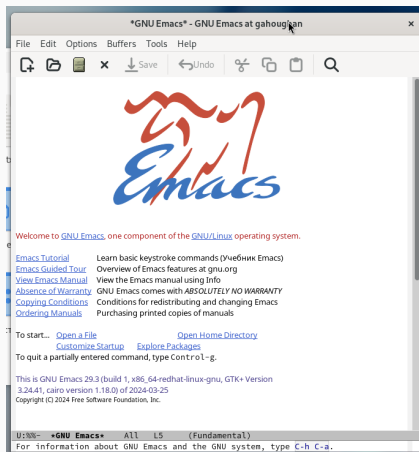 *GNU Emacs* - GNU Emacs at gahoughan
File Edit Options Buffers Tools Help
Save Undo
Emacs
Welcome to GNU Emacs, one component of the GNU/Linux operating system.
Emacs Tutorial Learn basic keystroke commands (Учебник Emacs)
Emacs Guided Tour Overview of Emacs features at gnu.org
View Emacs Manual View the Emacs manual using Info
Absence of Warranty GNU Emacs comes with ABSOLUTELY NO WARRANTY
Copying Conditions Conditions for redistributing and changing Emacs
Ordering Manuals Purchasing printed copies of manuals
To start... Open a File Open Home Directory
Customize Startup Explore Packages
To quit a partially entered command, type Control-g.
This is GNU Emacs 29.3 (build 1, x86_64-redhat-linux-gnu, GTK+ Version
3.24.41, cairo version 1.18.0) of 2024-03-25
Copyright (C) 2024 Free Software Foundation, Inc.
U:%%- *GNU Emacs* All L5 (Fundamental)
For information about GNU Emacs and the GNU system, type C-h C-a.